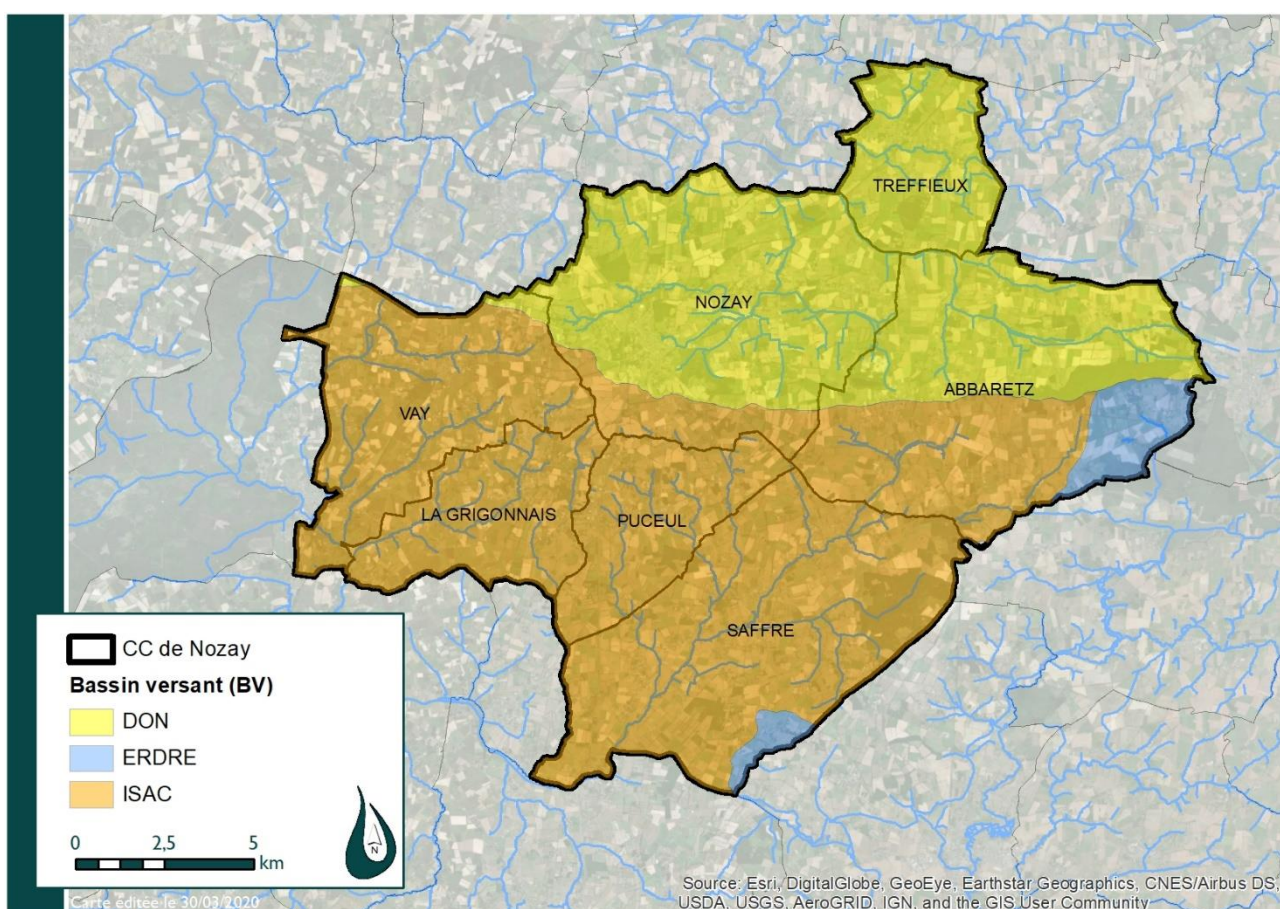 TREFFIEUX
NOZAY
ABBARETZ
VAY
LA GRIGONNAIS
PUCEUL
SAFFRE
CC de Nozay
Bassin versant (BV)
DON
ERDRE
ISAC
0 2,5 5
km
N
Carte éditée le 30/03/2020
Source: Esri, DigitalGlobe, GeoEye, Earthstar Geographics, CNES/Airbus DS,
USDA, USGS, AeroGRID, IGN, and the GIS User Community